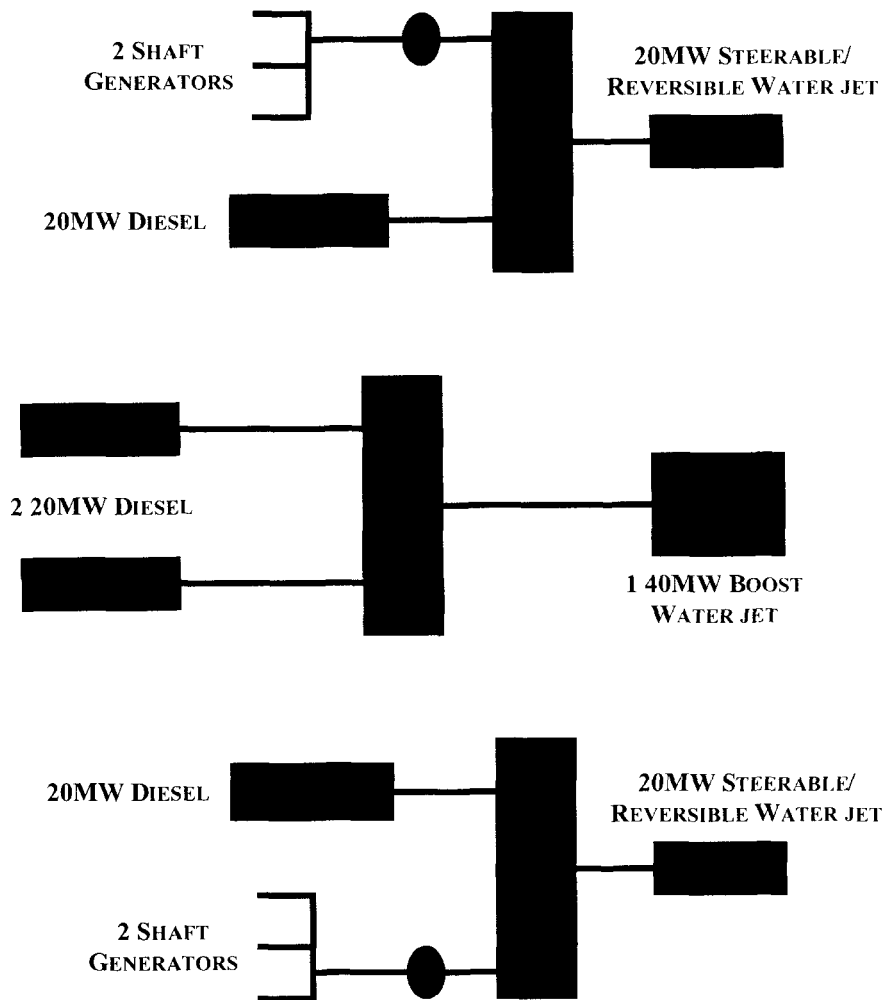 2 SHAFT
GENERATORS
20MW STEERABLE/
REVERSIBLE WATER JET
20MW DIESEL
2 20MW DIESEL
1 40MW BOOST
WATER JET
20MW DIESEL
20MW STEERABLE/
REVERSIBLE WATER JET
2 SHAFT
GENERATORS